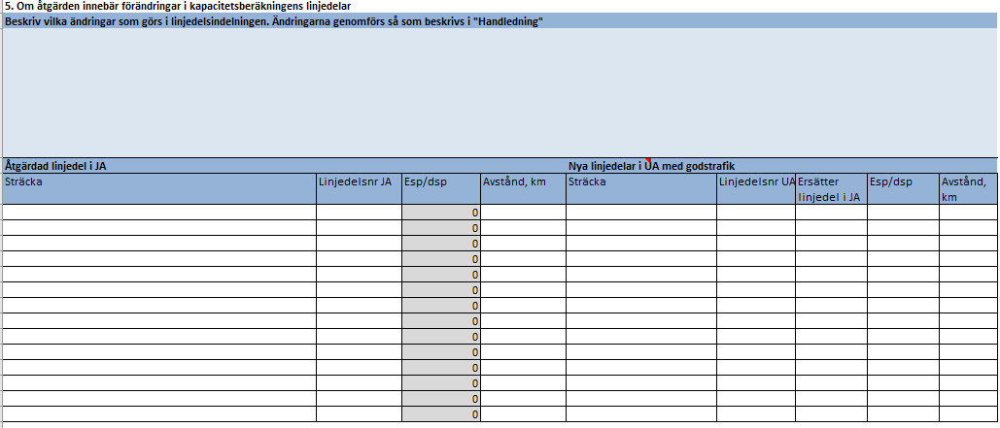 5. Om åtgärden innebär förändringar i kapacitetsberäkningens linjedelar
Beskriv vilka ändringar som görs i linjedelsindelningen. Ändringarna genomförs så som beskrivs i "Handledning"
Åtgärdad linjedel i JA Nya linjedelar i UA med godstrafik
Sträcka Linjedelsnr JA Esp/dsp Avstånd, km Sträcka Linjedelsnr UA Ersätter Esp/dsp Avstånd,
linjedel i JA km
0
0
0
0
0
0
0
0
0
0
0
0
0
0